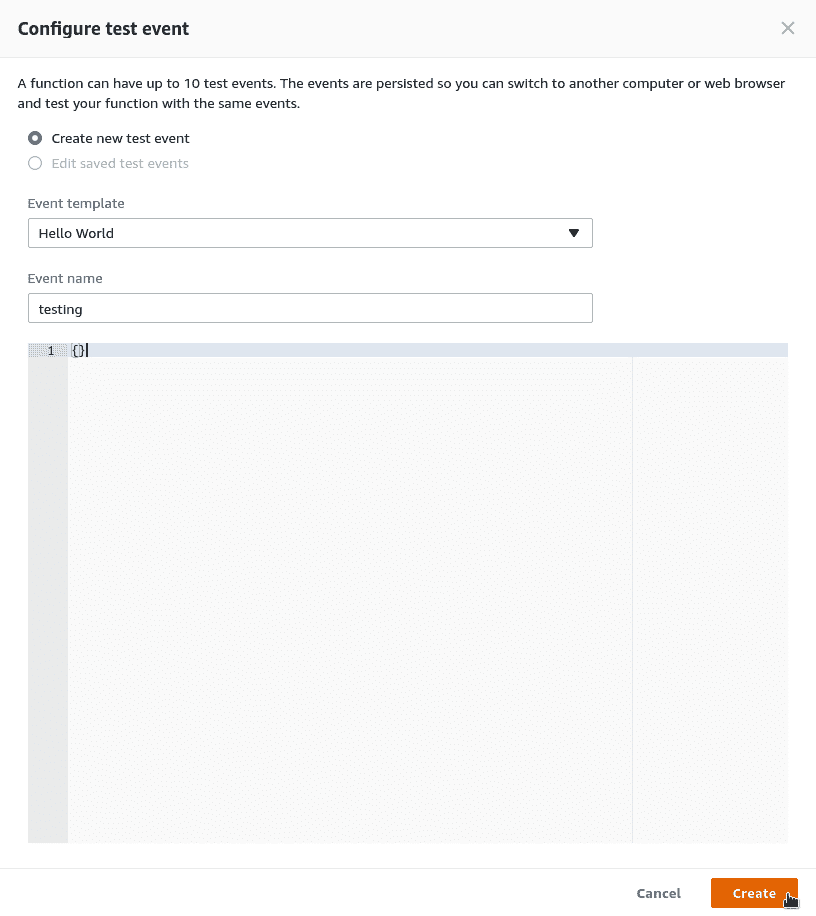 Configure test event
A function can have up to 10 test events. The events are persisted so you can switch to another computer or web browser
and test your function with the same events.
Create new test event
Edit saved test events
Event template
Hello World
Event name
testing
1 {}
Cancel Create